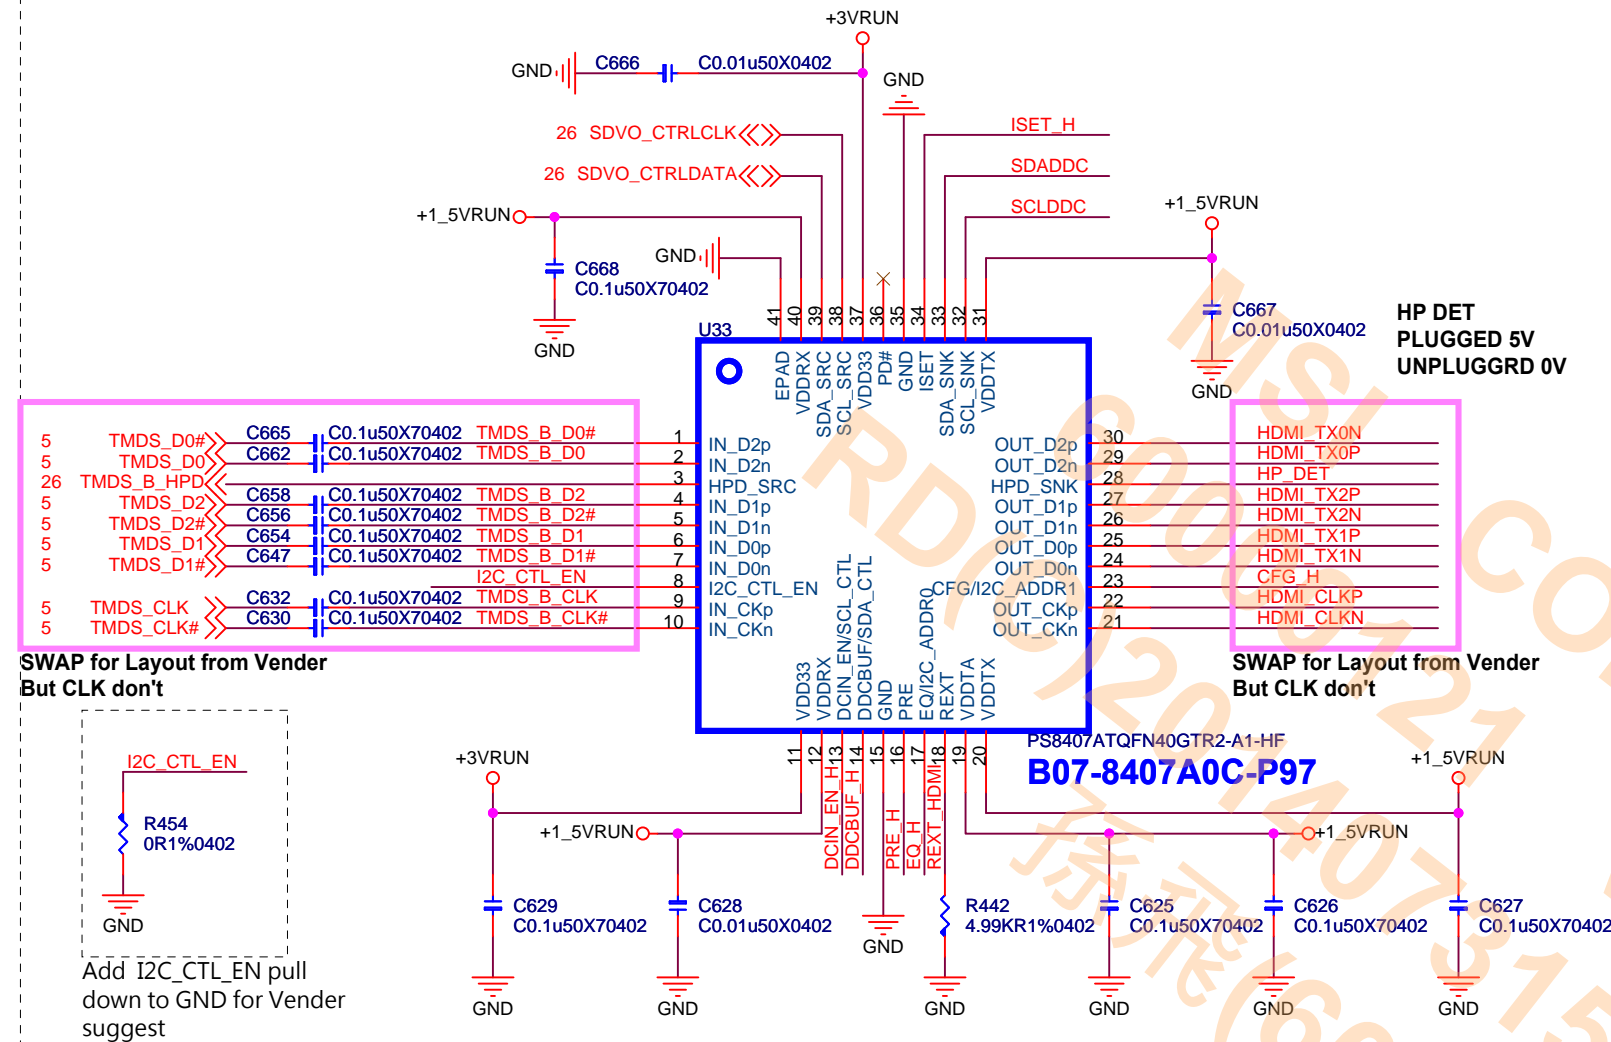 +3VRUN
GND C666 C0.01u50X0402
GND
26 SDVO_CTRLCLK ISET_H
26 SDVO_CTRLDATA SDADDC
+1_5VRUN SCLDDC +1_5VRUN
GND
C668
C0.1u50X70402
GND
C667
C0.01u50X0402
GND
HP DET
PLUGGED 5V
UNPLUGGRD 0V
U33
41 40 39 38 37 36 35 34 33 32 31
EPAD VDDRX SDA_SRC SCL_SRC VDD33 PD# GND ISET SDA_SNK SCL_SNK VDDTX
5 TMDS_D0# C665 C0.1u50X70402 TMDS_B_D0# 1 IN_D2p OUT_D2p 30 HDMI_TX0N
5 TMDS_D0 C662 C0.1u50X70402 TMDS_B_D0 2 IN_D2n OUT_D2n 29 HDMI_TX0P
26 TMDS_B_HPD 3 HPD_SRC HPD_SNK 28 HP_DET
5 TMDS_D2 C658 C0.1u50X70402 TMDS_B_D2 4 IN_D1p OUT_D1p 27 HDMI_TX2P
5 TMDS_D2# C656 C0.1u50X70402 TMDS_B_D2# 5 IN_D1n OUT_D1n 26 HDMI_TX2N
5 TMDS_D1 C654 C0.1u50X70402 TMDS_B_D1 6 IN_D0p OUT_D0p 25 HDMI_TX1P
5 TMDS_D1# C647 C0.1u50X70402 TMDS_B_D1# 7 IN_D0n OUT_D0n 24 HDMI_TX1N
I2C_CTL_EN 8 I2C_CTL_EN CFG/I2C_ADDR1 23 CFG_H
5 TMDS_CLK C632 C0.1u50X70402 TMDS_B_CLK 9 IN_CKp OUT_CKp 22 HDMI_CLKP
5 TMDS_CLK# C630 C0.1u50X70402 TMDS_B_CLK# 10 IN_CKn OUT_CKn 21 HDMI_CLKN
SWAP for Layout from Vender
But CLK don't
SWAP for Layout from Vender
But CLK don't
VDD33 VDDRX DCIN_EN/SCL_CTL DDCBUF/SDA_CTL GND PRE EQ/I2C_ADDR0 REXT VDDTA VDDTX
11 12 13 14 15 16 17 18 19 20
PS8407ATQFN40GTR2-A1-HF
B07-8407A0C-P97
DCIN_EN_H DDCBUF_H PRE_H EQ_H REXT_HDMI
I2C_CTL_EN
R454
0R1%0402
GND
Add I2C_CTL_EN pull
down to GND for Vender
suggest
+3VRUN
+1_5VRUN
+1_5VRUN
+1_5VRUN
C629
C0.1u50X70402
GND
C628
C0.01u50X0402
GND
GND
R442
4.99KR1%0402
GND
C625
C0.1u50X70402
GND
C626
C0.1u50X70402
GND
C627
C0.1u50X70402
GND